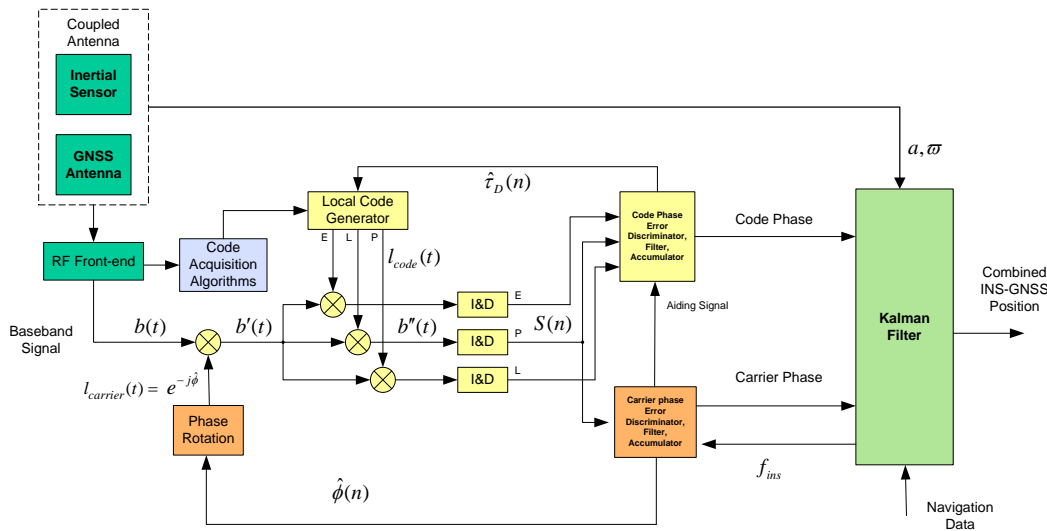 Coupled
Antenna
Inertial
Sensor
GNSS
Antenna
RF Front-end
Code
Acquisition
Algorithms
Local Code
Generator
E L P
l_code(t)
τ̂_D(n)
Code Phase
Error
Discriminator,
Filter,
Accumulator
Code Phase
a, ϖ
Kalman
Filter
Combined
INS-GNSS
Position
Baseband
Signal
b(t)
b'(t)
b''(t)
I&D
E
I&D
P
I&D
L
S(n)
Aiding Signal
l_carrier(t) = e^{-jφ̂}
Phase
Rotation
φ̂(n)
Carrier phase
Error
Discriminator,
Filter,
Accumulator
Carrier Phase
f_ins
Navigation
Data